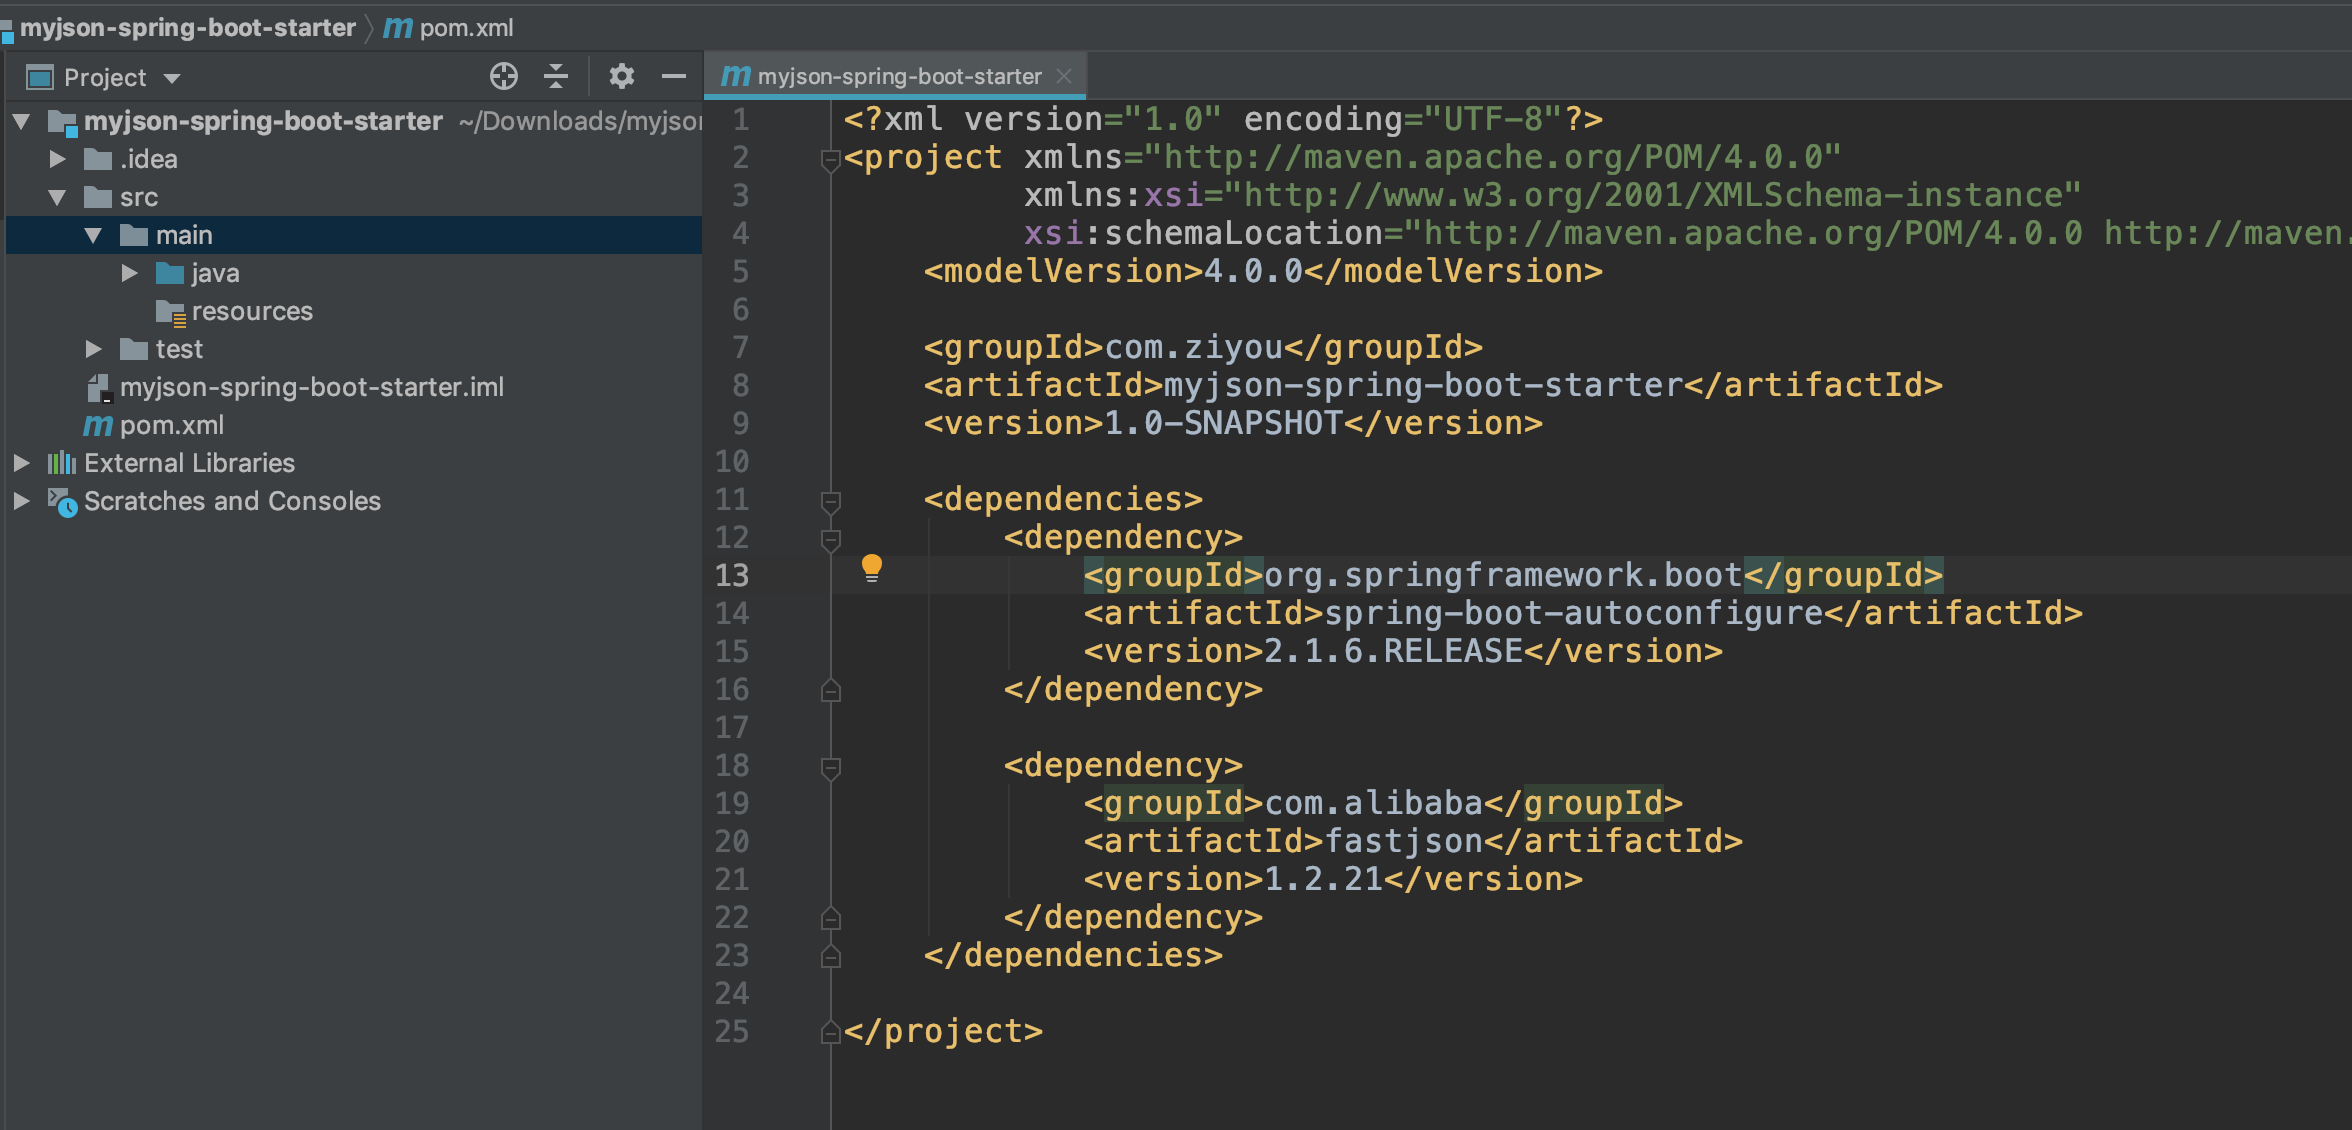 myjson-spring-boot-starter
m pom.xml
Project
myjson-spring-boot-starter ~/Downloads/myjson
.idea
src
main
java
resources
test
myjson-spring-boot-starter.iml
m pom.xml
External Libraries
Scratches and Consoles
m myjson-spring-boot-starter
1 <?xml version="1.0" encoding="UTF-8"?>
2 <project xmlns="http://maven.apache.org/POM/4.0.0"
3 xmlns:xsi="http://www.w3.org/2001/XMLSchema-instance"
4 xsi:schemaLocation="http://maven.apache.org/POM/4.0.0 http://maven.
5 <modelVersion>4.0.0</modelVersion>
6
7 <groupId>com.ziyou</groupId>
8 <artifactId>myjson-spring-boot-starter</artifactId>
9 <version>1.0-SNAPSHOT</version>
10
11 <dependencies>
12 <dependency>
13 <groupId>org.springframework.boot</groupId>
14 <artifactId>spring-boot-autoconfigure</artifactId>
15 <version>2.1.6.RELEASE</version>
16 </dependency>
17
18 <dependency>
19 <groupId>com.alibaba</groupId>
20 <artifactId>fastjson</artifactId>
21 <version>1.2.21</version>
22 </dependency>
23 </dependencies>
24
25 </project>